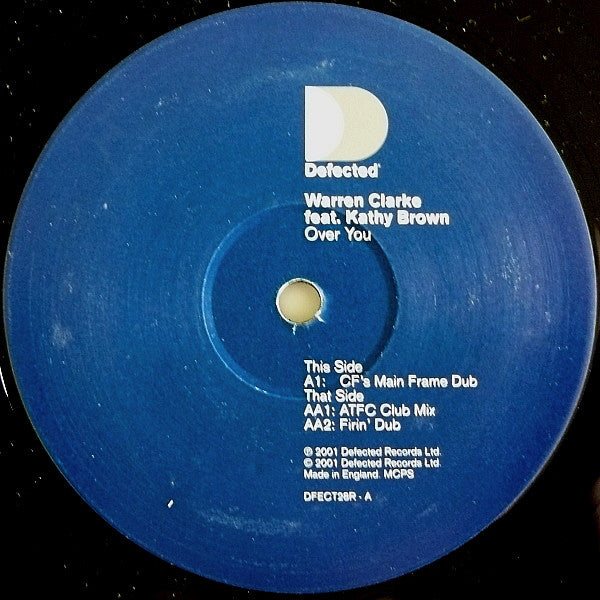 Defected
Warren Clarke
feat. Kathy Brown
Over You
This Side
A1: CF's Main Frame Dub
That Side
AA1: ATFC Club Mix
AA2: Firin' Dub
℗ 2001 Defected Records Ltd.
© 2001 Defected Records Ltd.
Made in England. MCPS
DFECT28R - A